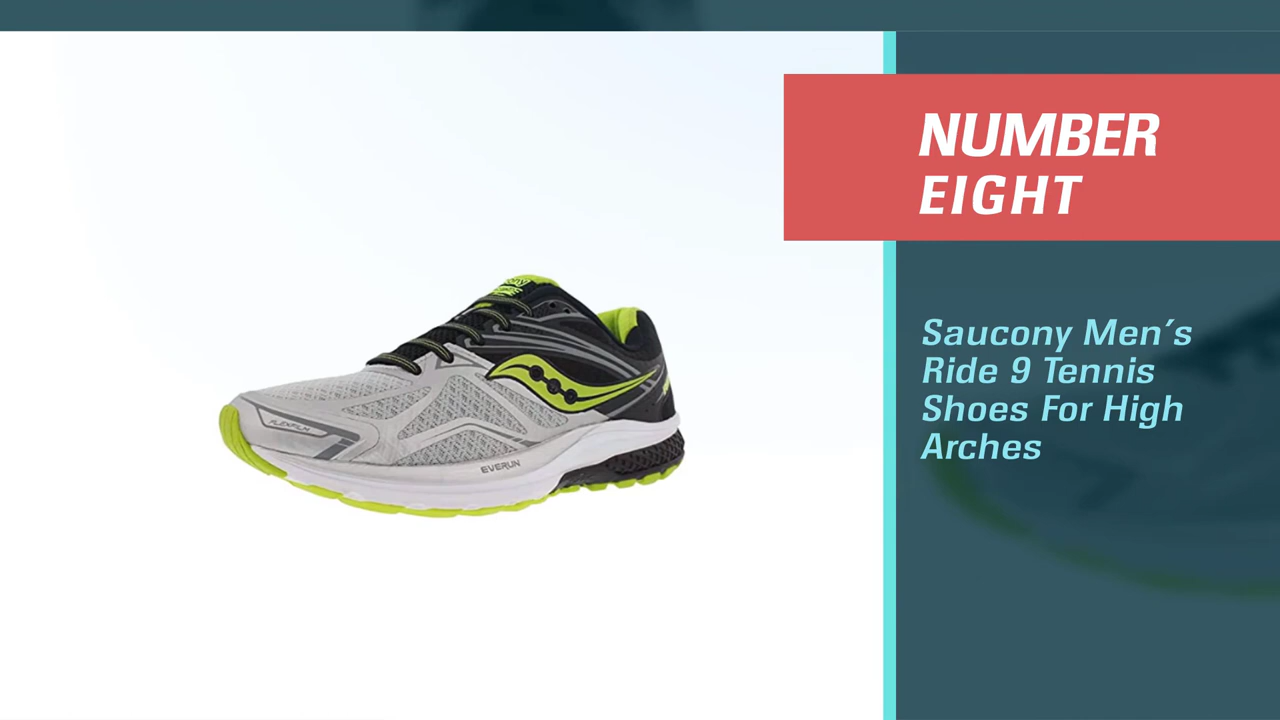 NUMBER
EIGHT
Saucony Men's
Ride 9 Tennis
Shoes For High
Arches
FLEXFILM
EVERUN